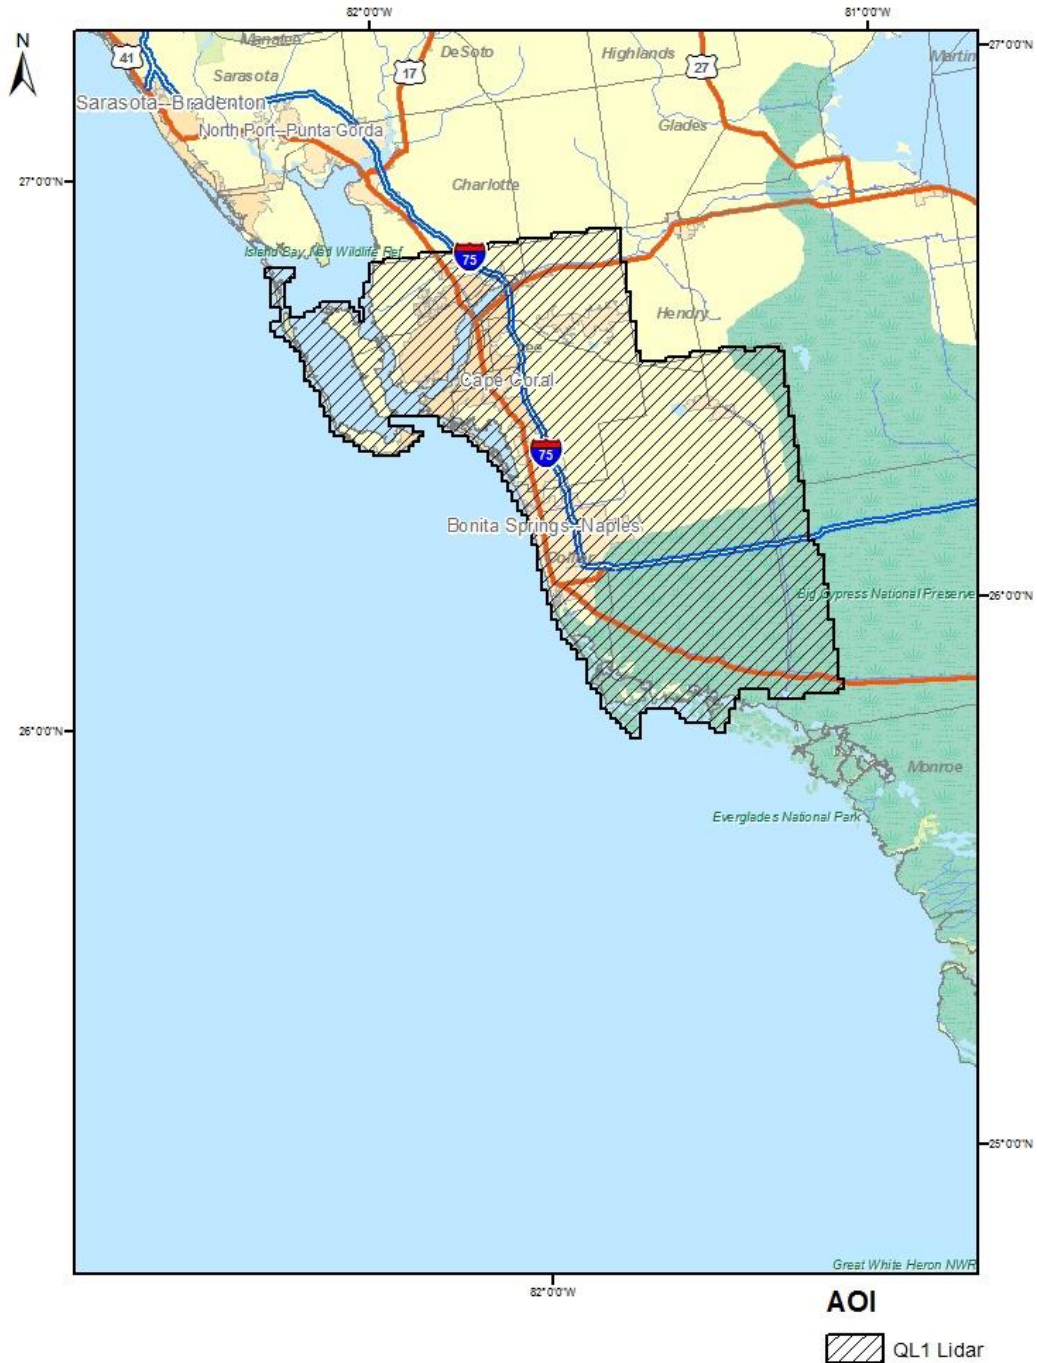 82°0'0"W
81°0'0"W
N
27°0'0"N
41
Manatee
DeSoto
Highlands
Martin
Sarasota
17
27
Sarasota--Bradenton
North Port--Punta Gorda
Glades
27°0'0"N
Charlotte
Island Bay Natl Wildlife Ref
75
Hendry
Lee
Cape Coral
75
Bonita Springs--Naples
Collier
Big Cypress National Preserve
26°0'0"N
26°0'0"N
Monroe
Everglades National Park
25°0'0"N
Great White Heron NWR
82°0'0"W
AOI
QL1 Lidar